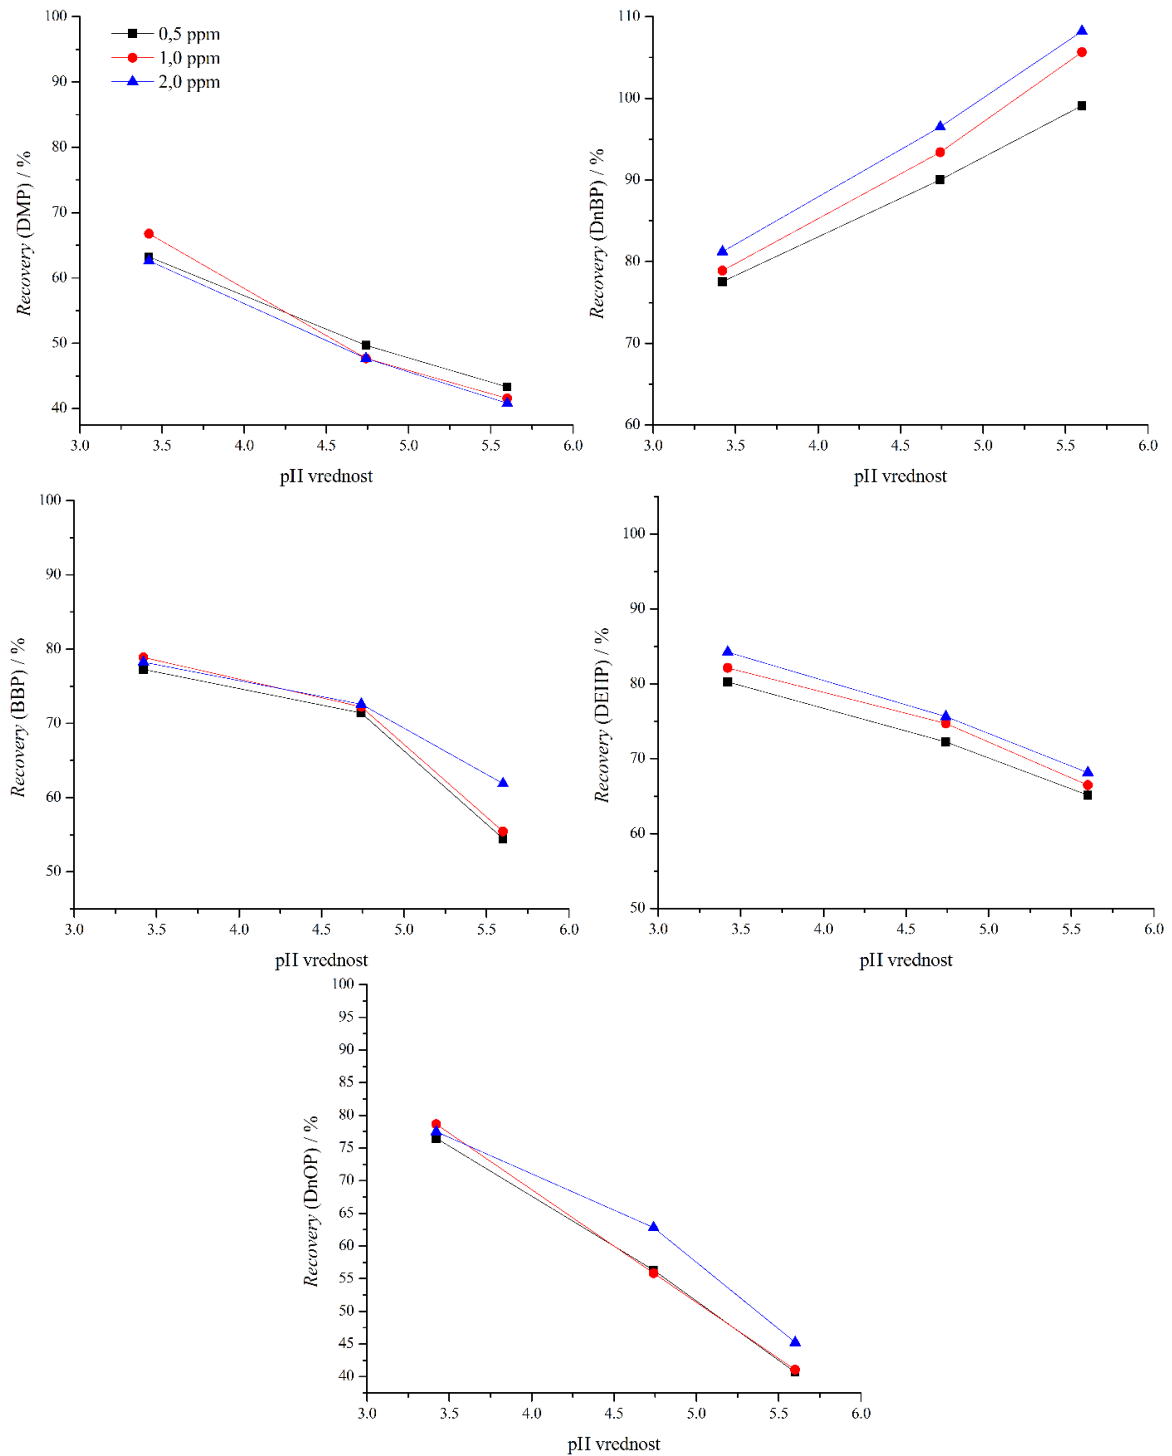 100
90
80
70
60
50
40
Recovery (DMP) / %
0,5 ppm
1,0 ppm
2,0 ppm
3.0 3.5 4.0 4.5 5.0 5.5 6.0
pH vrednost
110
100
90
80
70
60
Recovery (DnBP) / %
3.0 3.5 4.0 4.5 5.0 5.5 6.0
pH vrednost
100
90
80
70
60
50
Recovery (BBP) / %
3.0 3.5 4.0 4.5 5.0 5.5 6.0
pH vrednost
100
90
80
70
60
50
Recovery (DEHP) / %
3.0 3.5 4.0 4.5 5.0 5.5 6.0
pH vrednost
100
95
90
85
80
75
70
65
60
55
50
45
40
Recovery (DnOP) / %
3.0 3.5 4.0 4.5 5.0 5.5 6.0
pH vrednost